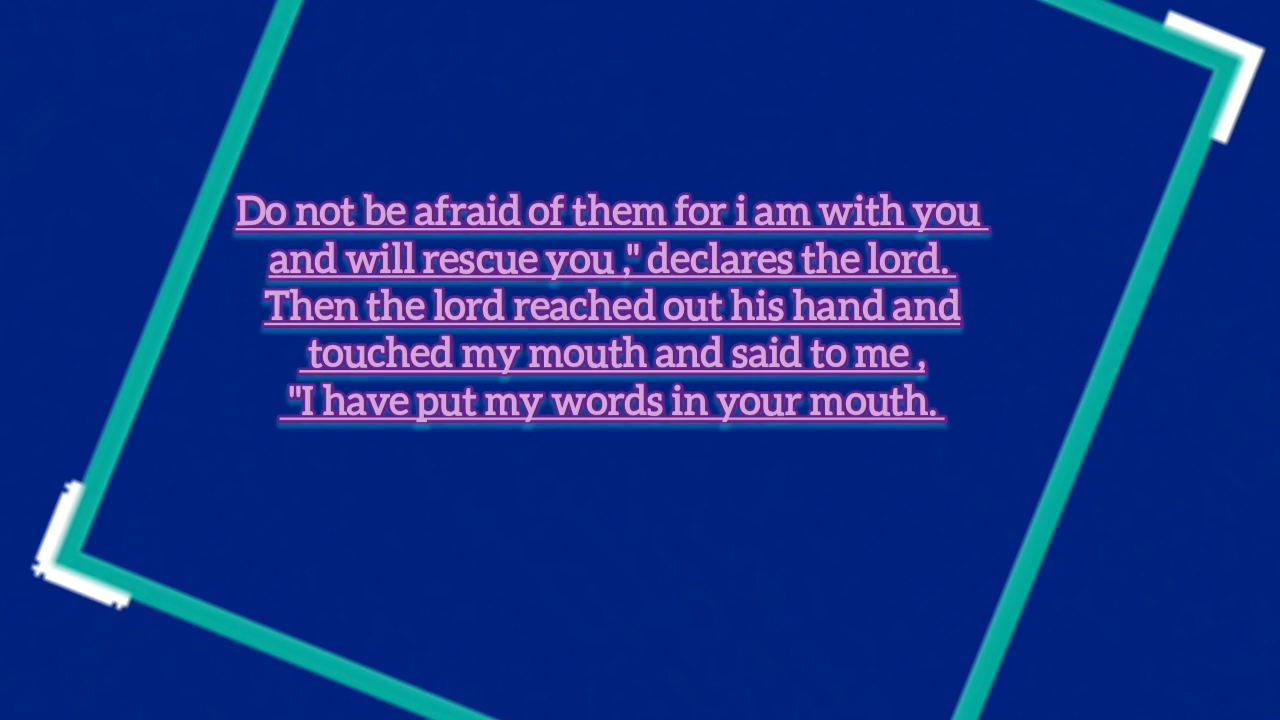 Do not be afraid of them for i am with you
and will rescue you ," declares the lord.
Then the lord reached out his hand and
touched my mouth and said to me ,
"I have put my words in your mouth.